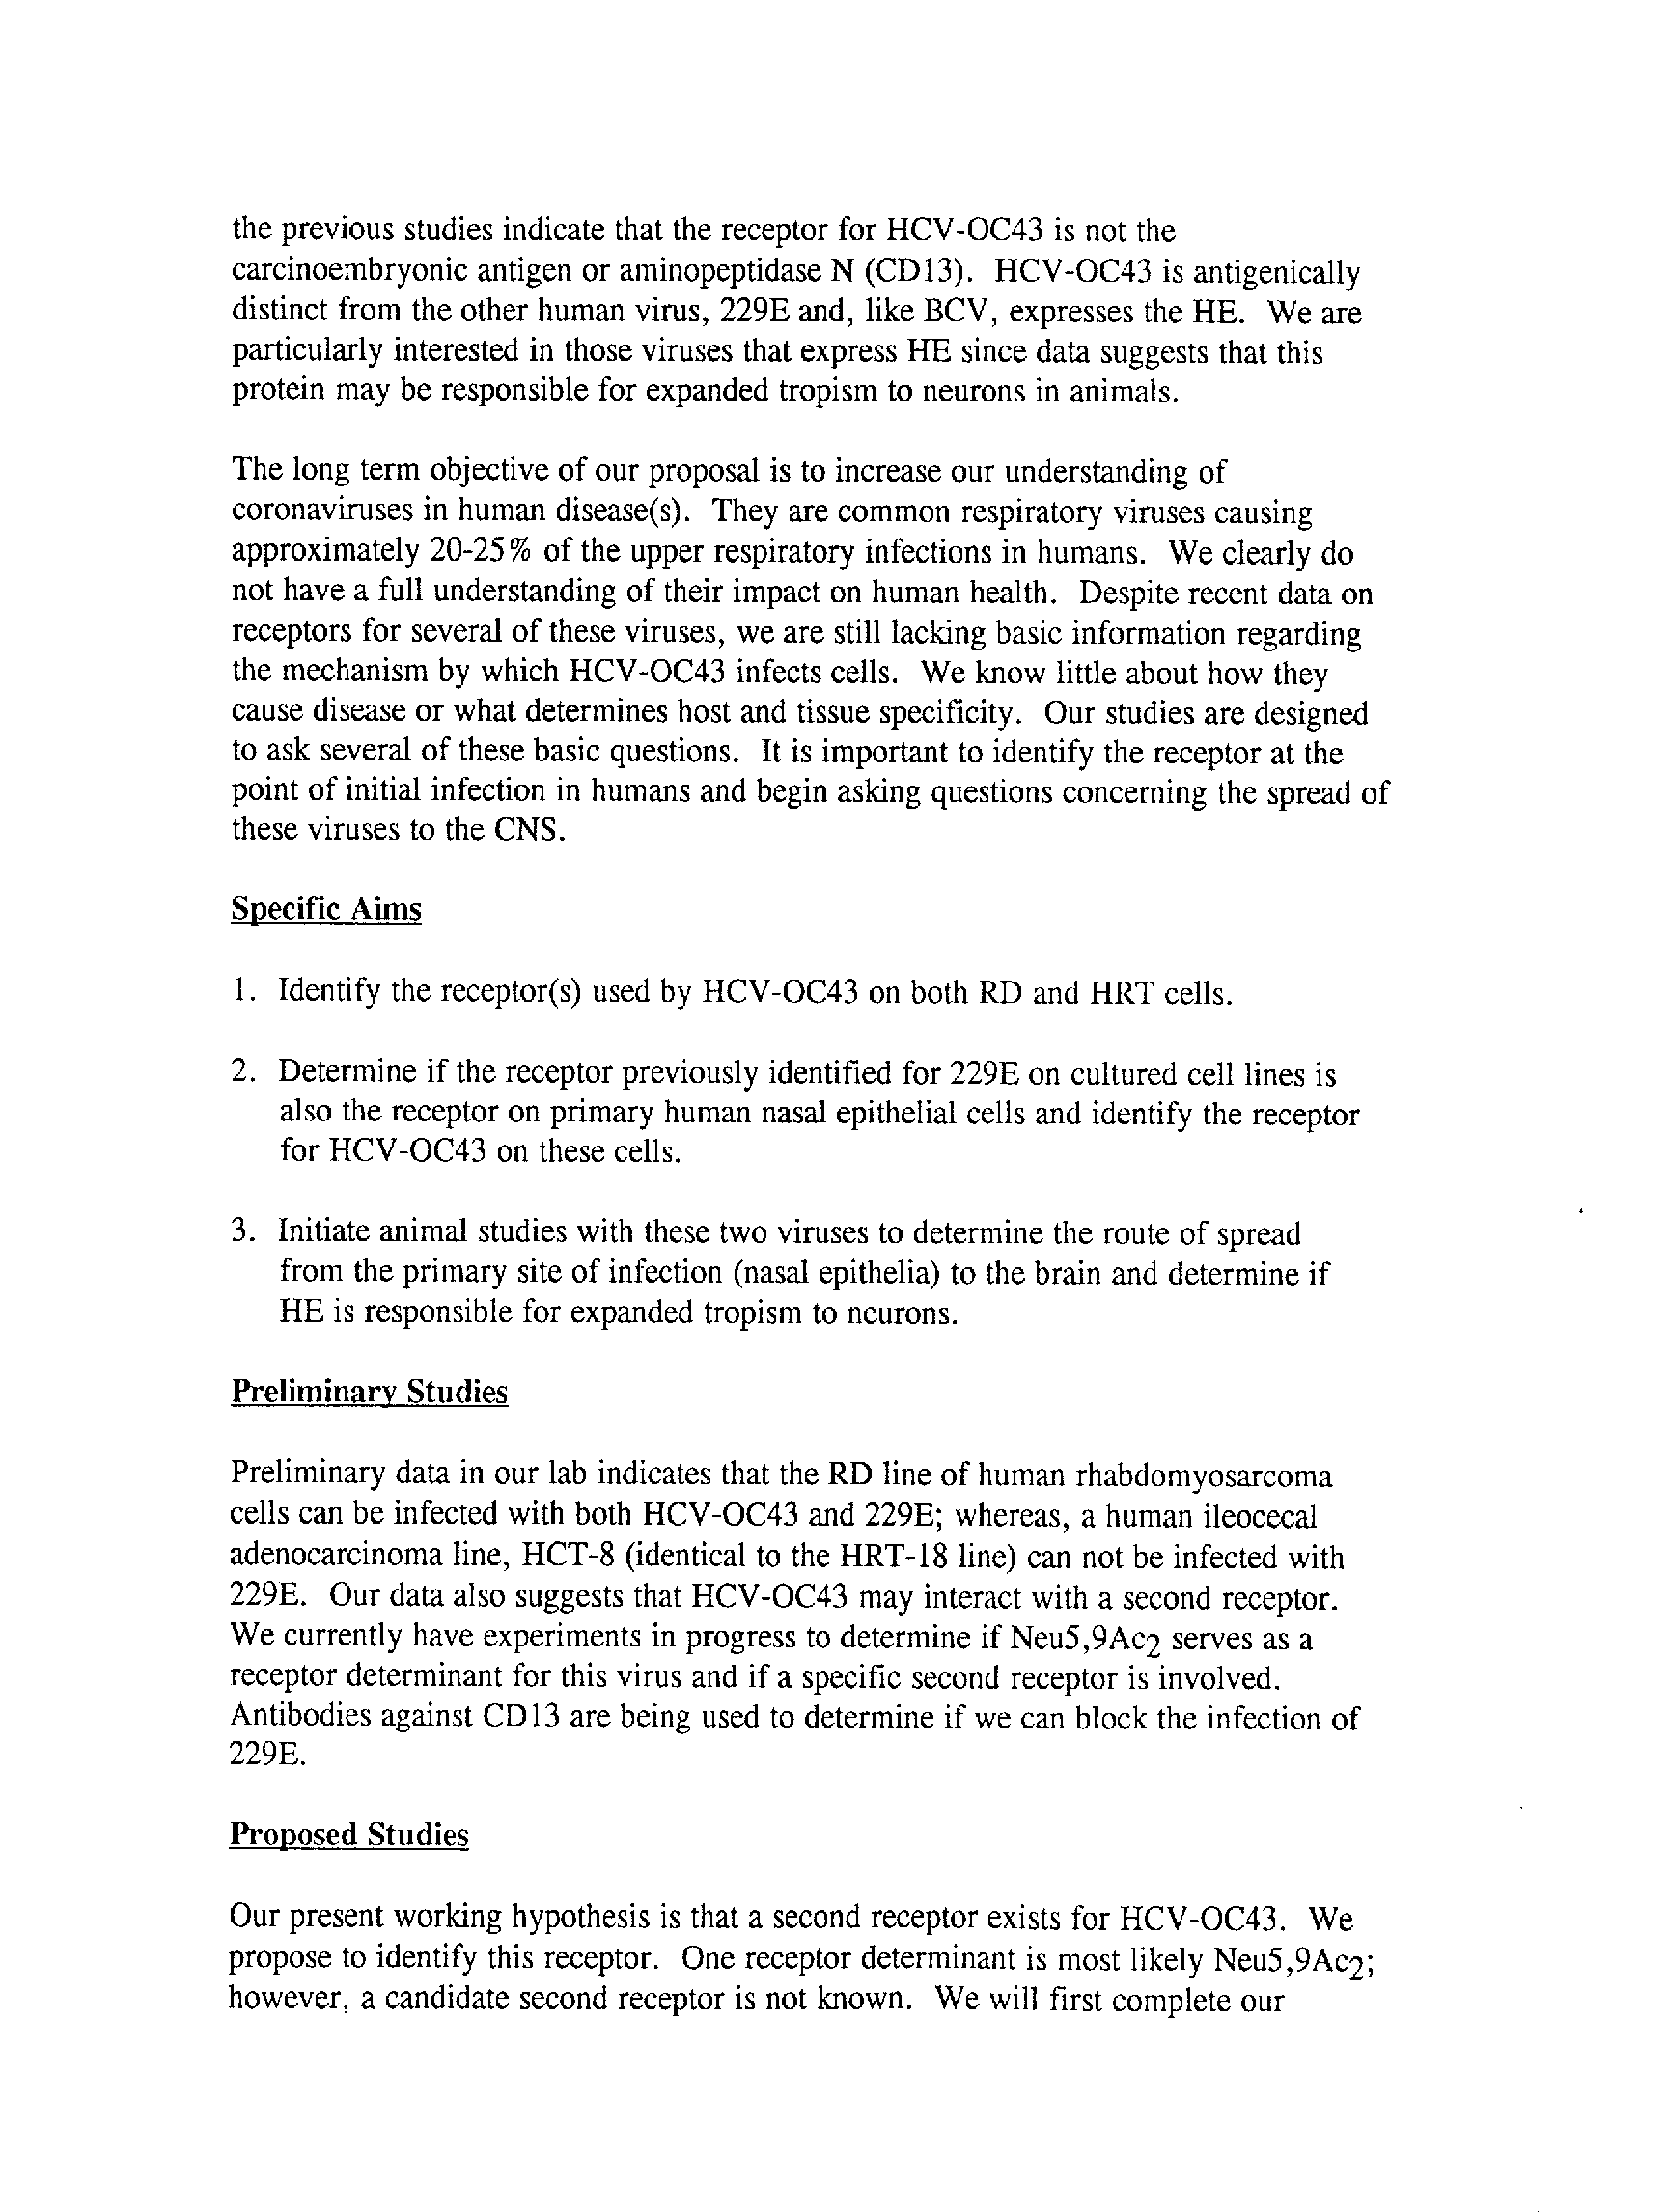 the previous studies indicate that the receptor for HCV-OC43 is not the
carcinoembryonic antigen or aminopeptidase N (CD13). HCV-OC43 is antigenically
distinct from the other human virus, 229E and, like BCV, expresses the HE. We are
particularly interested in those viruses that express HE since data suggests that this
protein may be responsible for expanded tropism to neurons in animals.
The long term objective of our proposal is to increase our understanding of
coronaviruses in human disease(s). They are common respiratory viruses causing
approximately 20-25% of the upper respiratory infections in humans. We clearly do
not have a full understanding of their impact on human health. Despite recent data on
receptors for several of these viruses, we are still lacking basic information regarding
the mechanism by which HCV-OC43 infects cells. We know little about how they
cause disease or what determines host and tissue specificity. Our studies are designed
to ask several of these basic questions. It is important to identify the receptor at the
point of initial infection in humans and begin asking questions concerning the spread of
these viruses to the CNS.
Specific Aims
1. Identify the receptor(s) used by HCV-OC43 on both RD and HRT cells.
2. Determine if the receptor previously identified for 229E on cultured cell lines is
also the receptor on primary human nasal epithelial cells and identify the receptor
for HCV-OC43 on these cells.
3. Initiate animal studies with these two viruses to determine the route of spread
from the primary site of infection (nasal epithelia) to the brain and determine if
HE is responsible for expanded tropism to neurons.
Preliminary Studies
Preliminary data in our lab indicates that the RD line of human rhabdomyosarcoma
cells can be infected with both HCV-OC43 and 229E; whereas, a human ileocecal
adenocarcinoma line, HCT-8 (identical to the HRT-18 line) can not be infected with
229E. Our data also suggests that HCV-OC43 may interact with a second receptor.
We currently have experiments in progress to determine if Neu5,9Ac2 serves as a
receptor determinant for this virus and if a specific second receptor is involved.
Antibodies against CD13 are being used to determine if we can block the infection of
229E.
Proposed Studies
Our present working hypothesis is that a second receptor exists for HCV-OC43. We
propose to identify this receptor. One receptor determinant is most likely Neu5,9Ac2;
however, a candidate second receptor is not known. We will first complete our